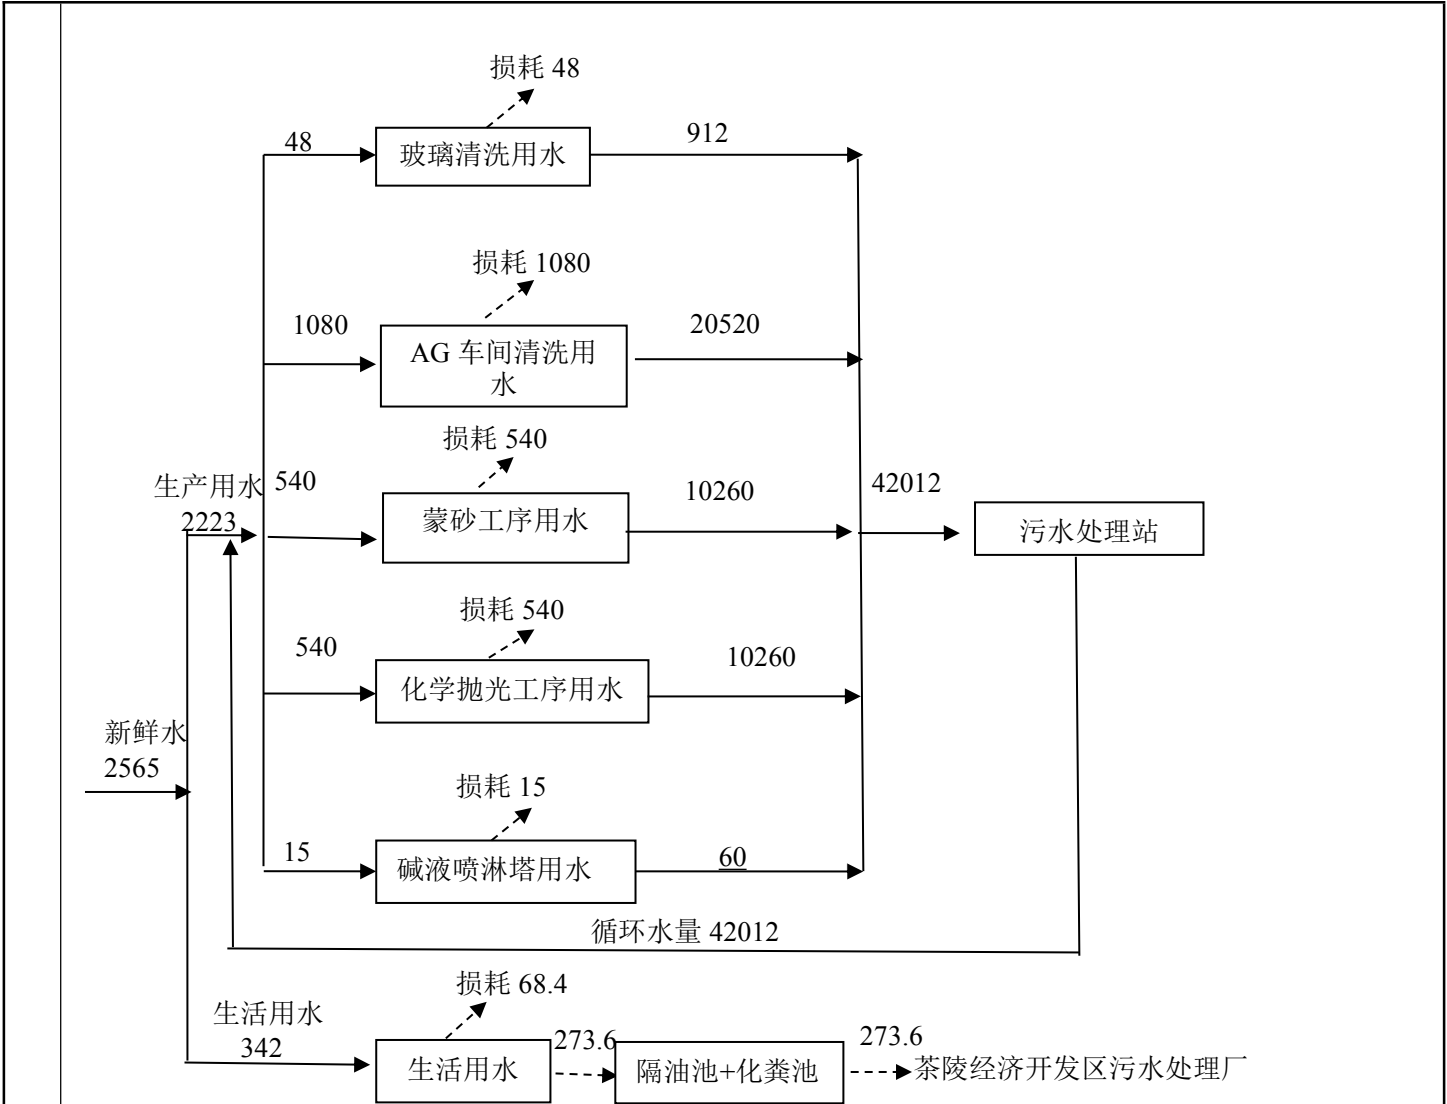 损耗 48
48
玻璃清洗用水
912
损耗 1080
1080
AG 车间清洗用
水
20520
损耗 540
生产用水
2223
540
蒙砂工序用水
10260
42012
污水处理站
损耗 540
540
化学抛光工序用水
10260
新鲜水
2565
损耗 15
15
碱液喷淋塔用水
60
循环水量 42012
损耗 68.4
生活用水
342
生活用水
273.6
隔油池+化粪池
273.6
茶陵经济开发区污水处理厂